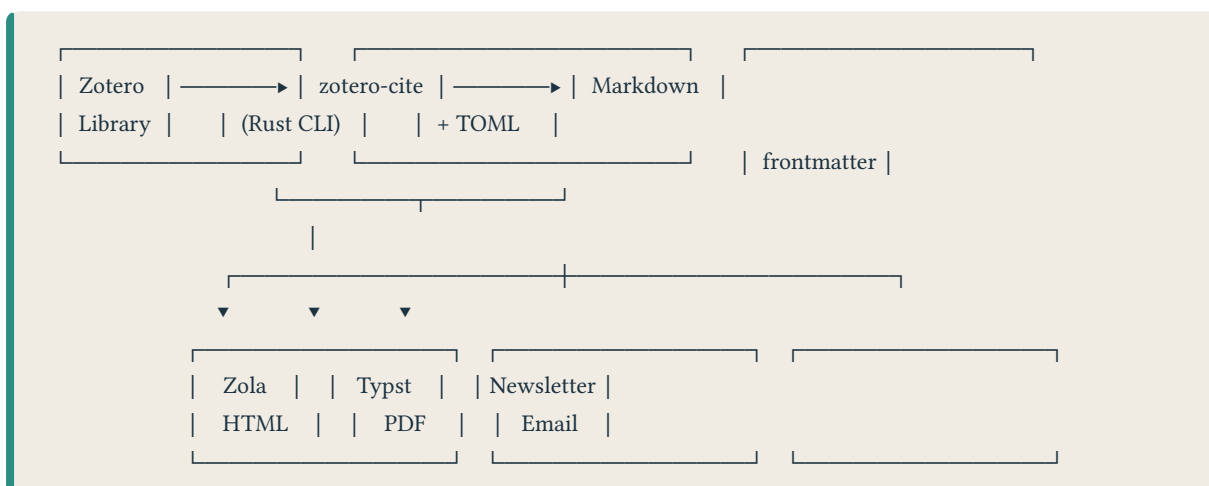 ┌─────────────┐ ┌──────────────────┐ ┌───────────────┐
│ Zotero │ ─────▶ │ zotero-cite │ ─────▶ │ Markdown │
│ Library │ │ (Rust CLI) │ │ + TOML │
└─────────────┘ └──────────────────┘ │ frontmatter │
└───────┬───────┘
│
┌──────────────────┼──────────────────┐
▼ ▼ ▼
┌──────────────┐ ┌──────────────┐ ┌──────────────┐
│ Zola │ │ Typst │ │ Newsletter │
│ HTML │ │ PDF │ │ Email │
└──────────────┘ └──────────────┘ └──────────────┘